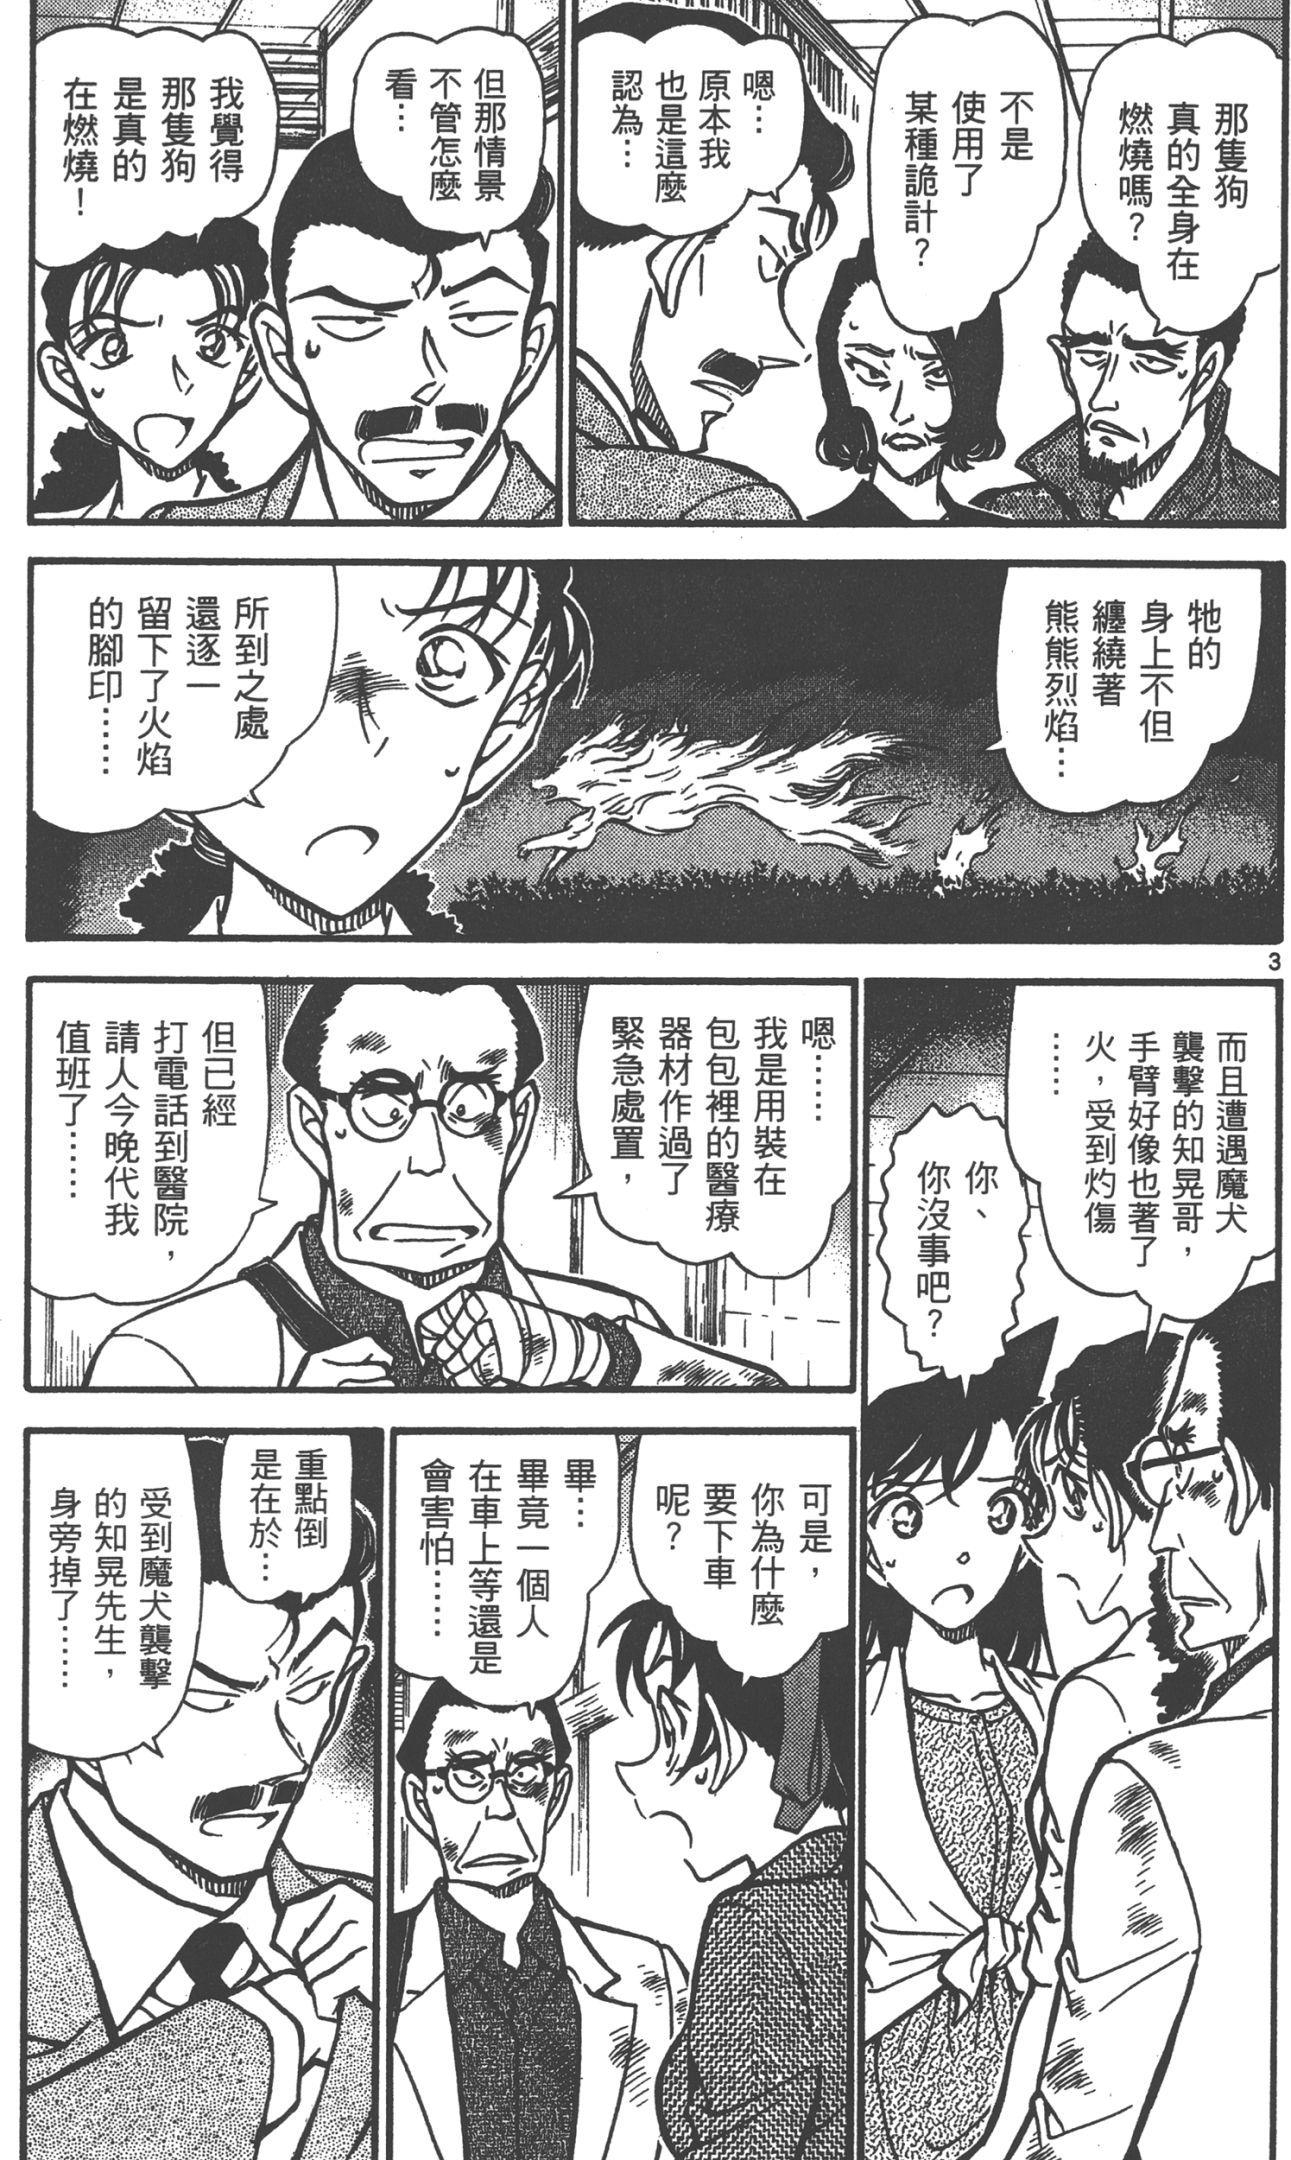 那隻狗
真的全身在
燃燒嗎？
不是
使用了
某種詭計？
嗯…
原本我
也是這麼
認為…
但那情景
不管怎麼
看…
我覺得
那隻狗
是真的
在燃燒！
牠的
身上不但
纏繞著
熊熊烈焰…
所到之處
還逐一
留下了火焰
的腳印……
3
而且遭遇魔犬
襲擊的知晃哥，
手臂好像也著了
火，受到灼傷
……
你、
你沒事吧？
嗯……
我是用裝在
包包裡的醫療
器材作過了
緊急處置，
但已經
打電話到醫院，
請人今晚代我
值班了……
可是，
你為什麼
要下車
呢？
畢…
畢竟一個人
在車上等還是
會害怕……
重點倒
是在於…
受到魔犬襲擊
的知晃先生，
身旁掉了……